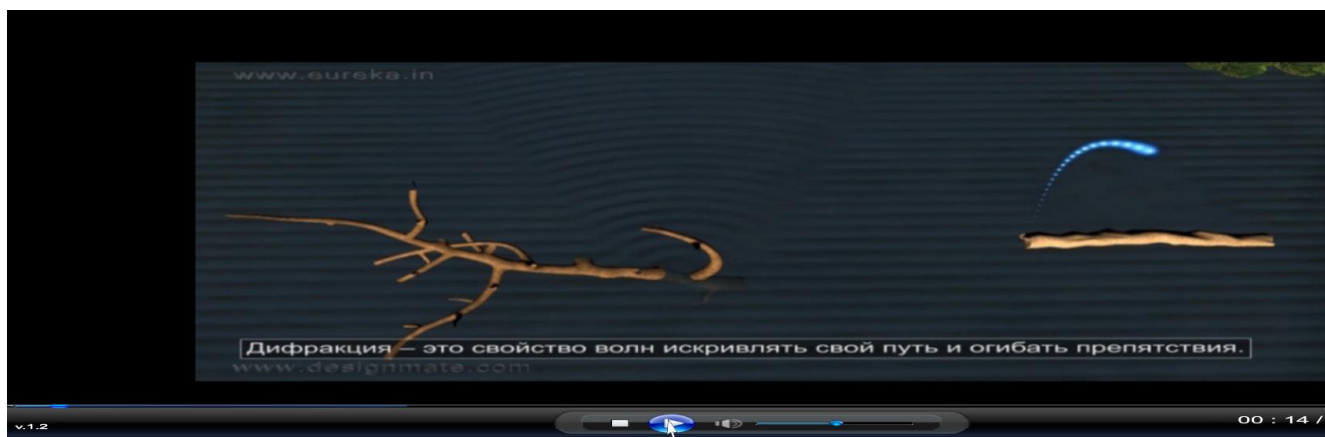 www.eureka.in
Дифракция – это свойство волн искривлять свой путь и огибать препятствия.
www.designmate.com
v.1.2
00 : 14 /